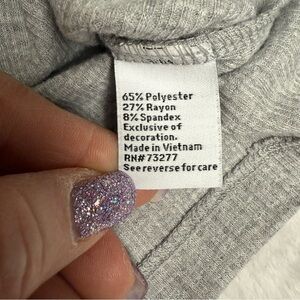 65% Polyester
27% Rayon
8% Spandex
Exclusive of
decoration.
Made in Vietnam
RN# 73277
See reverse for care